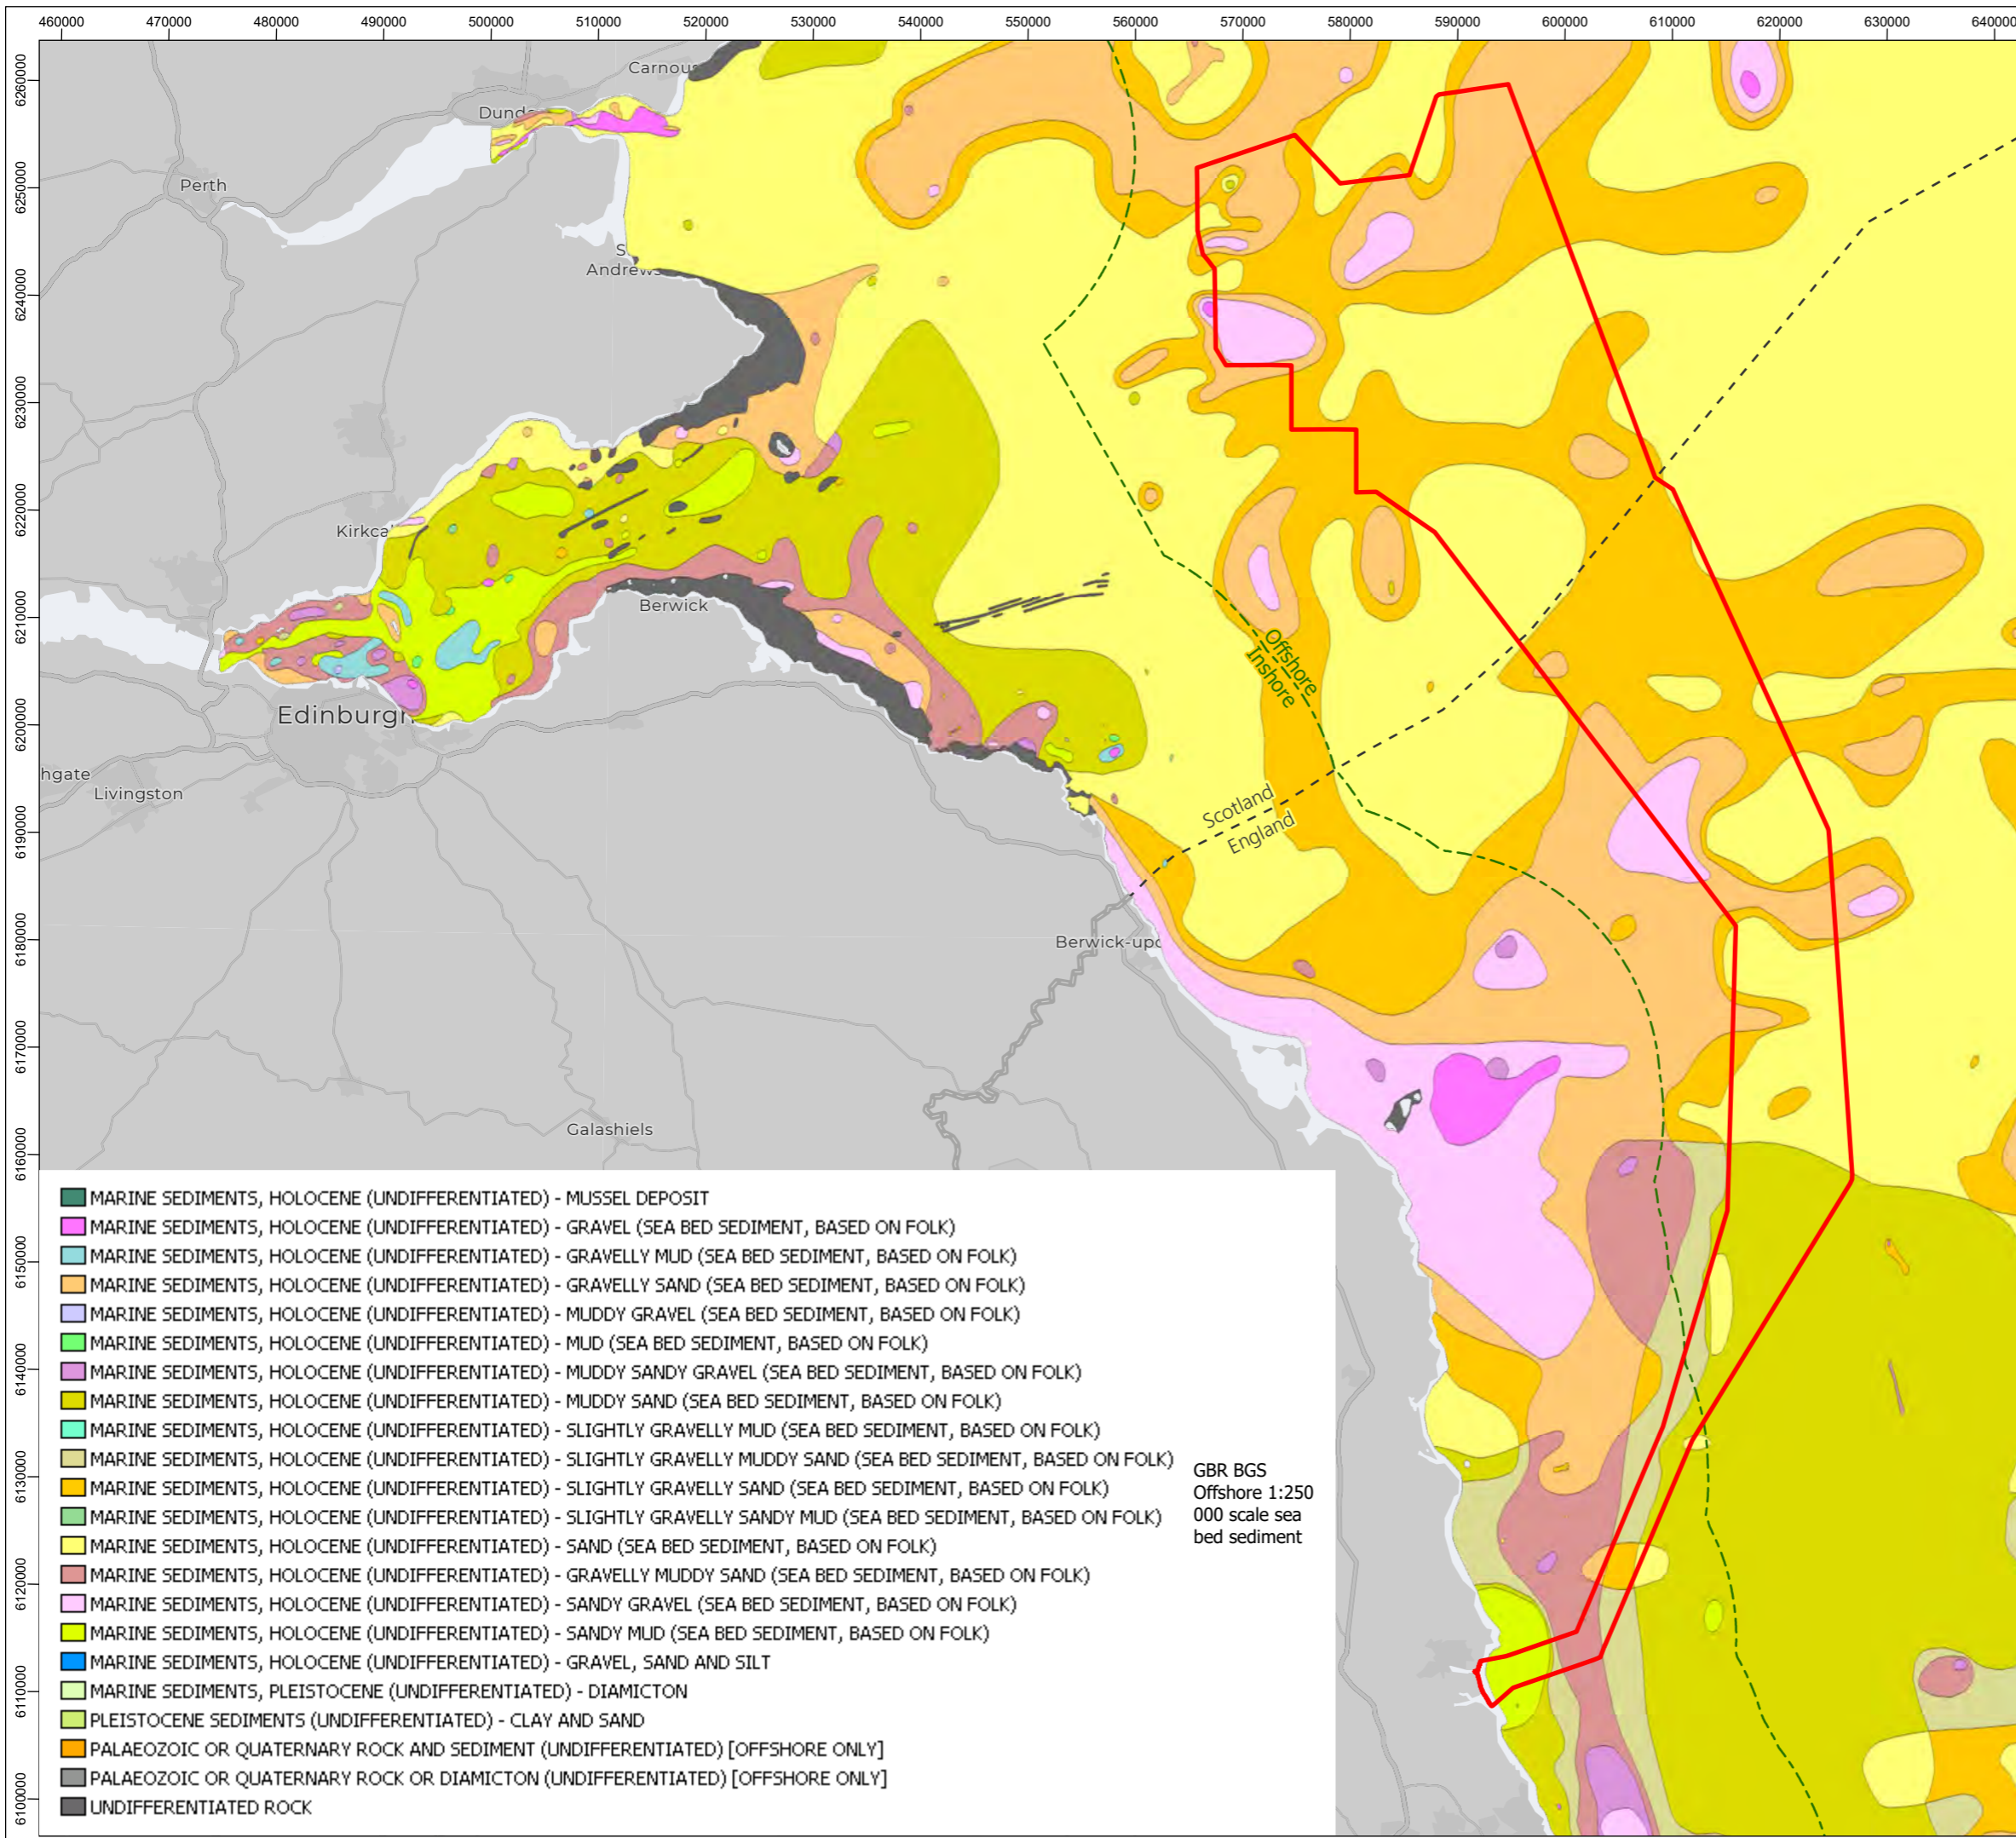 460000 470000 480000 490000 500000 510000 520000 530000 540000 550000 560000 570000 580000 590000 600000 610000 620000 630000 640000
6260000
6250000
6240000
6230000
6220000
6210000
6200000
6190000
6180000
6170000
6160000
6150000
6140000
6130000
6120000
6110000
6100000
Carnous
Dund
Perth
S
Andrews
Kirkca
Berwick
Edinburgh
hgate
Livingston
Offshore
Inshore
Scotland
England
Berwick-upo
Galashiels
MARINE SEDIMENTS, HOLOCENE (UNDIFFERENTIATED) - MUSSEL DEPOSIT
MARINE SEDIMENTS, HOLOCENE (UNDIFFERENTIATED) - GRAVEL (SEA BED SEDIMENT, BASED ON FOLK)
MARINE SEDIMENTS, HOLOCENE (UNDIFFERENTIATED) - GRAVELLY MUD (SEA BED SEDIMENT, BASED ON FOLK)
MARINE SEDIMENTS, HOLOCENE (UNDIFFERENTIATED) - GRAVELLY SAND (SEA BED SEDIMENT, BASED ON FOLK)
MARINE SEDIMENTS, HOLOCENE (UNDIFFERENTIATED) - MUDDY GRAVEL (SEA BED SEDIMENT, BASED ON FOLK)
MARINE SEDIMENTS, HOLOCENE (UNDIFFERENTIATED) - MUD (SEA BED SEDIMENT, BASED ON FOLK)
MARINE SEDIMENTS, HOLOCENE (UNDIFFERENTIATED) - MUDDY SANDY GRAVEL (SEA BED SEDIMENT, BASED ON FOLK)
MARINE SEDIMENTS, HOLOCENE (UNDIFFERENTIATED) - MUDDY SAND (SEA BED SEDIMENT, BASED ON FOLK)
MARINE SEDIMENTS, HOLOCENE (UNDIFFERENTIATED) - SLIGHTLY GRAVELLY MUD (SEA BED SEDIMENT, BASED ON FOLK)
MARINE SEDIMENTS, HOLOCENE (UNDIFFERENTIATED) - SLIGHTLY GRAVELLY MUDDY SAND (SEA BED SEDIMENT, BASED ON FOLK)
MARINE SEDIMENTS, HOLOCENE (UNDIFFERENTIATED) - SLIGHTLY GRAVELLY SAND (SEA BED SEDIMENT, BASED ON FOLK)
MARINE SEDIMENTS, HOLOCENE (UNDIFFERENTIATED) - SLIGHTLY GRAVELLY SANDY MUD (SEA BED SEDIMENT, BASED ON FOLK)
MARINE SEDIMENTS, HOLOCENE (UNDIFFERENTIATED) - SAND (SEA BED SEDIMENT, BASED ON FOLK)
MARINE SEDIMENTS, HOLOCENE (UNDIFFERENTIATED) - GRAVELLY MUDDY SAND (SEA BED SEDIMENT, BASED ON FOLK)
MARINE SEDIMENTS, HOLOCENE (UNDIFFERENTIATED) - SANDY GRAVEL (SEA BED SEDIMENT, BASED ON FOLK)
MARINE SEDIMENTS, HOLOCENE (UNDIFFERENTIATED) - SANDY MUD (SEA BED SEDIMENT, BASED ON FOLK)
MARINE SEDIMENTS, HOLOCENE (UNDIFFERENTIATED) - GRAVEL, SAND AND SILT
MARINE SEDIMENTS, PLEISTOCENE (UNDIFFERENTIATED) - DIAMICTON
PLEISTOCENE SEDIMENTS (UNDIFFERENTIATED) - CLAY AND SAND
PALAEOZOIC OR QUATERNARY ROCK AND SEDIMENT (UNDIFFERENTIATED) [OFFSHORE ONLY]
PALAEOZOIC OR QUATERNARY ROCK OR DIAMICTON (UNDIFFERENTIATED) [OFFSHORE ONLY]
UNDIFFERENTIATED ROCK
GBR BGS
Offshore 1:250
000 scale sea
bed sediment